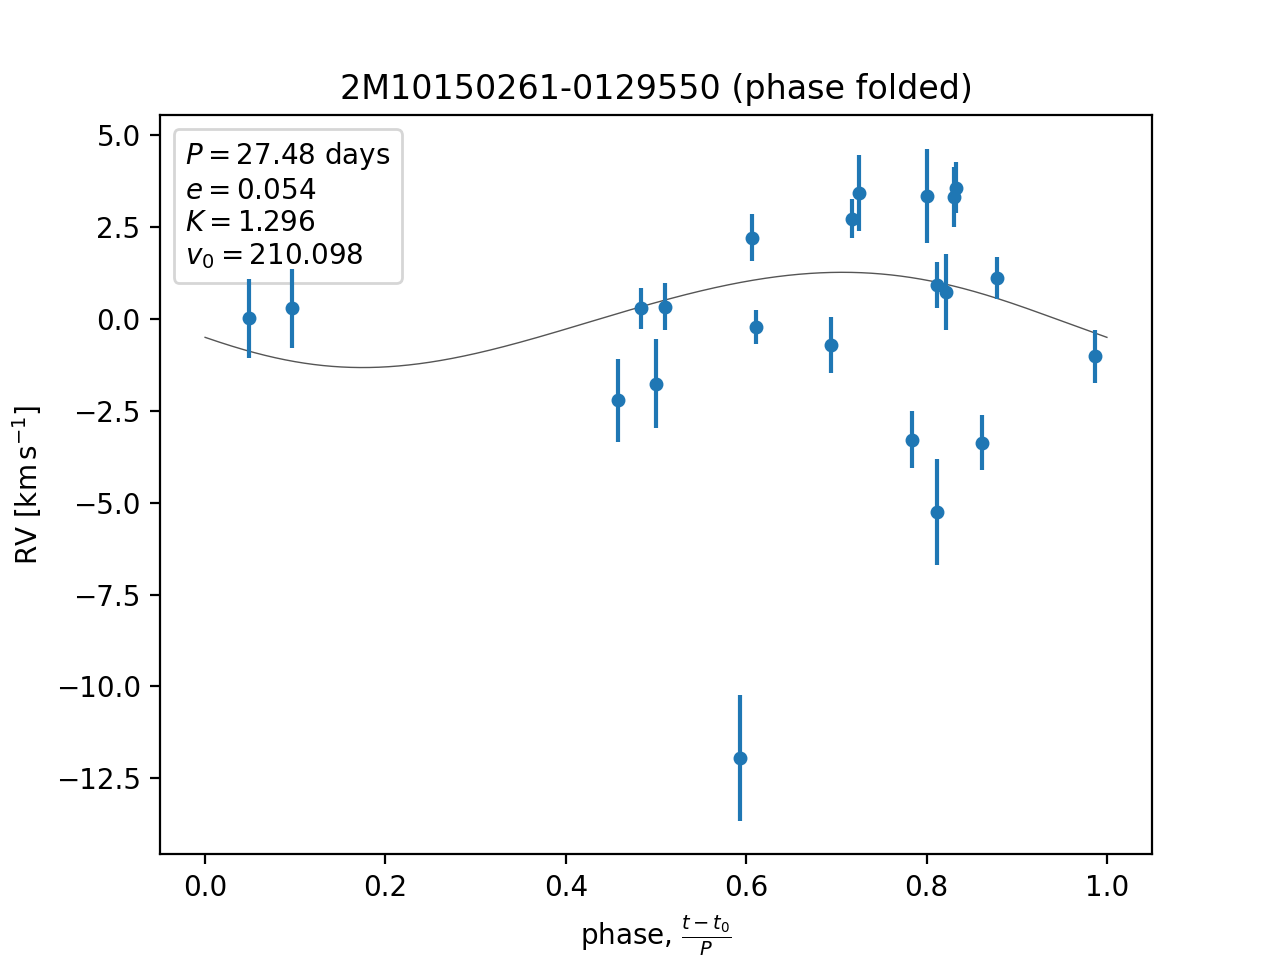 2M10150261-0129550 (phase folded)
P = 27.48 days
e = 0.054
K = 1.296
v₀ = 210.098
5.0
2.5
0.0
−2.5
−5.0
−7.5
−10.0
−12.5
RV [km s⁻¹]
0.0 0.2 0.4 0.6 0.8 1.0
phase, (t − t₀)/P